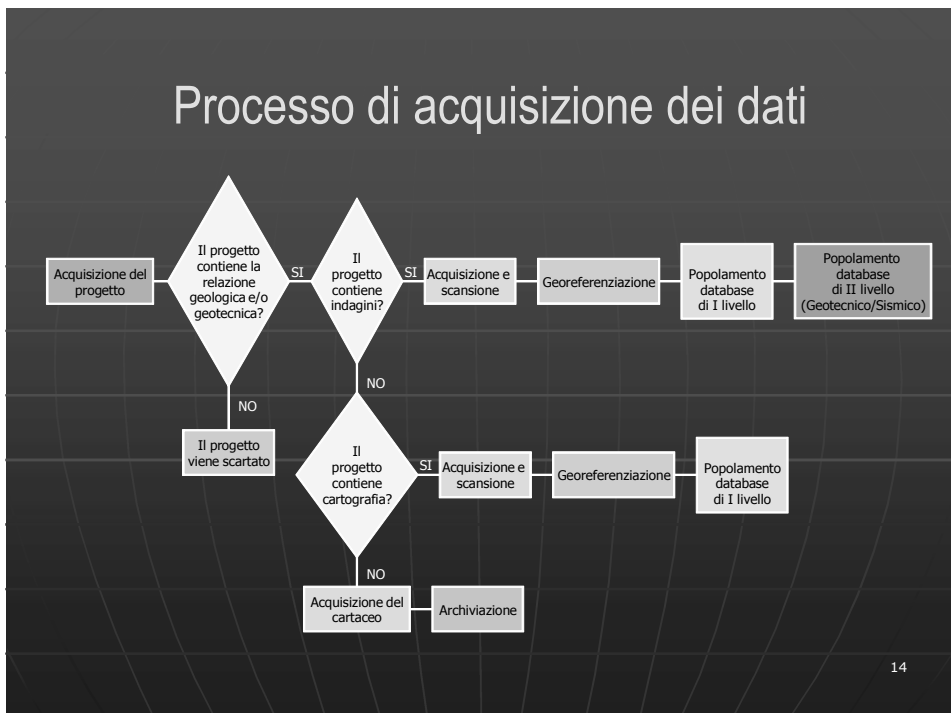 Processo di acquisizione dei dati
Acquisizione del
progetto
Il progetto
contiene la
relazione
geologica e/o
geotecnica?
SI
Il
progetto
contiene
indagini?
SI
Acquisizione e
scansione
Georeferenziazione
Popolamento
database
di I livello
Popolamento
database
di II livello
(Geotecnico/Sismico)
NO
Il progetto
viene scartato
NO
Il
progetto
contiene
cartografia?
SI
Acquisizione e
scansione
Georeferenziazione
Popolamento
database
di I livello
NO
Acquisizione del
cartaceo
Archiviazione
14